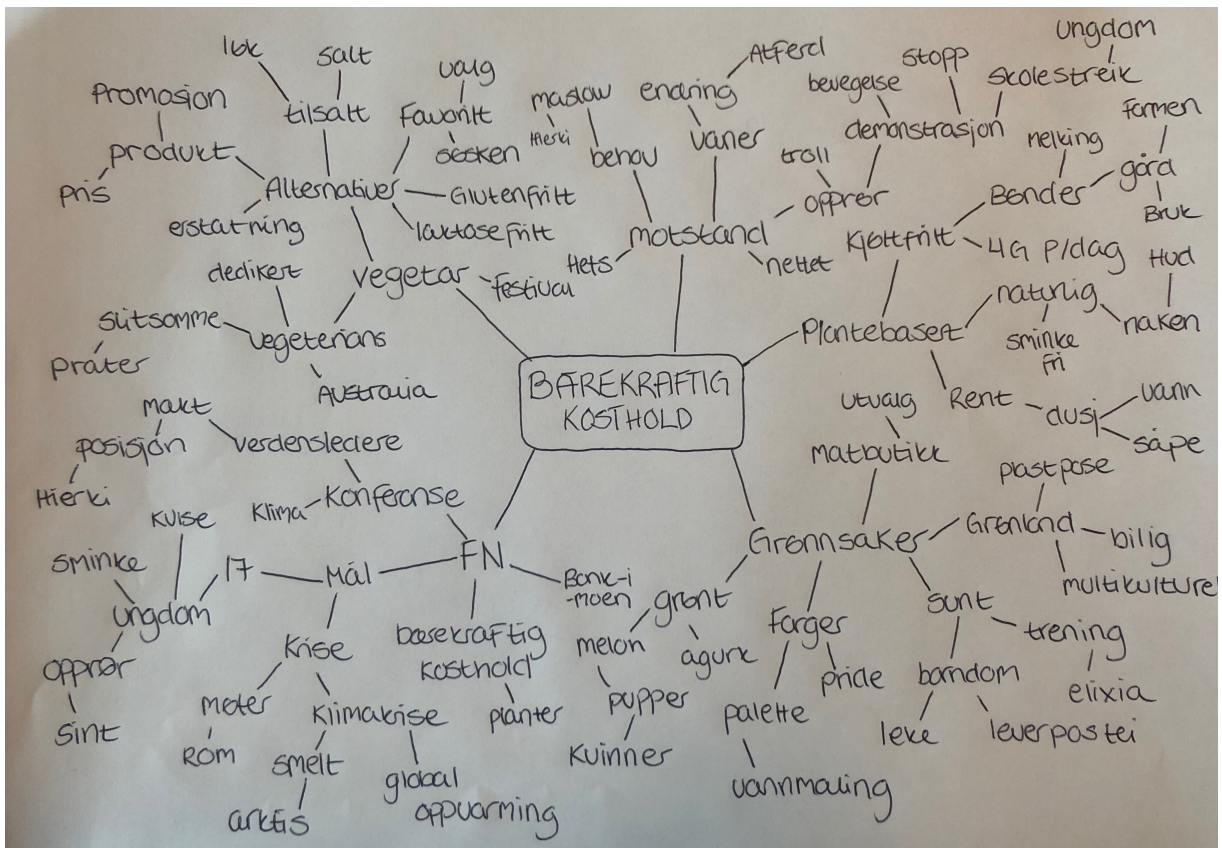 løk
salt
tilsatt
Promosjon
produkt
pris
valg
Favoritt
søsken
Alternativer
Glutenfritt
laktosefritt
erstatning
vegetar
festival
dedikert
slitsomme
pråter
vegeterians
Australia
maslow
Hierki
behov
Atferd
endring
vaner
motstand
Hets
nettet
opprør
troll
demonstrasjon
bevegelse
stopp
skolestreik
ungdom
Kjøttfritt
Bønder
melking
gård
formen
Bruk
4G P/dag
Plantebasert
naturlig
sminke
fri
naken
Hud
Rent
dusj
vann
såpe
BÆREKRAFTIG
KOSTHOLD
makt
posisjon
Hierki
verdensledere
Klima
Konferanse
FN
Bærek-i
-moen
Mål
17
ungdom
sminke
kvise
opprør
sint
Krise
møter
ROM
Klimakrise
smelt
arktis
global
oppvarming
bærekraftig
kosthold
planter
utvalg
matbutikk
Grønnsaker
Grønland
plastpose
bilig
multikulturel
sunt
trening
elixia
barndom
leke
leverpostei
farger
pride
palette
vannmaling
grønt
agurk
melon
pupper
Kvinner